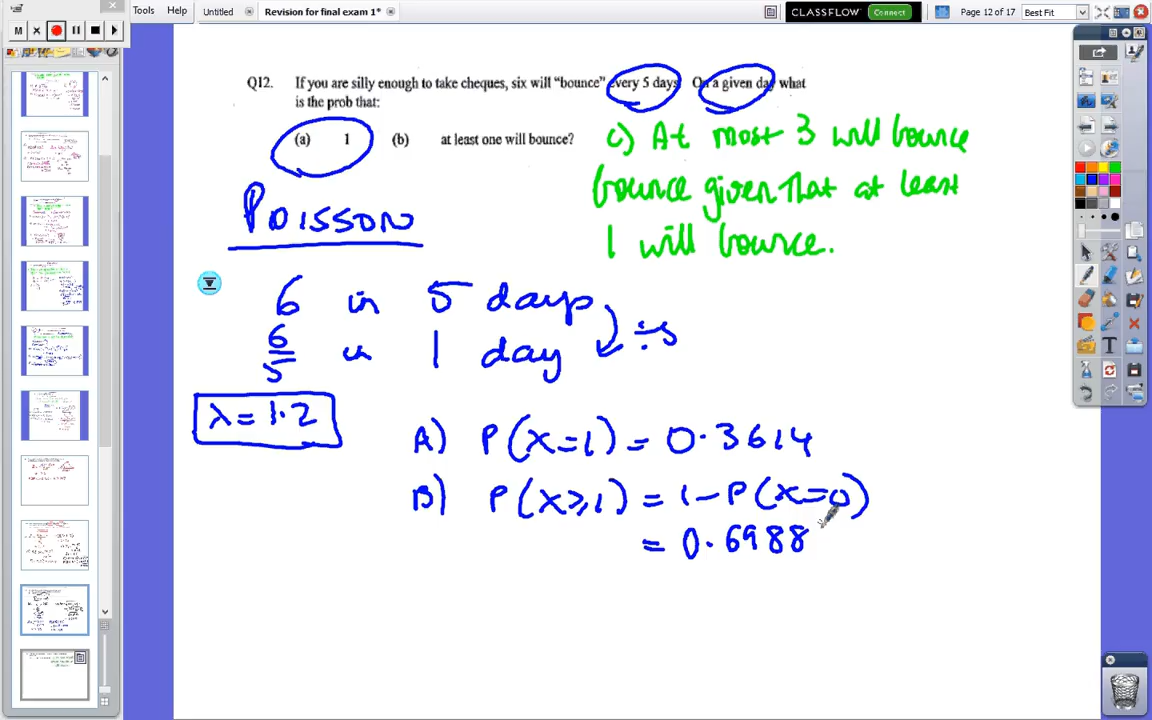 Tools Help
Untitled
Revision for final exam 1*
CLASSFLOW Connect
Page 12 of 17
Best Fit
M
Q12. If you are silly enough to take cheques, six will "bounce" every 5 days. On a given day what
is the prob that:
(a) 1 (b) at least one will bounce?
c) At most 3 will bounce
bounce given that at least
1 will bounce.
POISSON
6 in 5 days
6/5 in 1 day
÷5
λ = 1.2
A) P(X=1) = 0.3614
B) P(X≥1) = 1-P(X=0)
= 0.6988